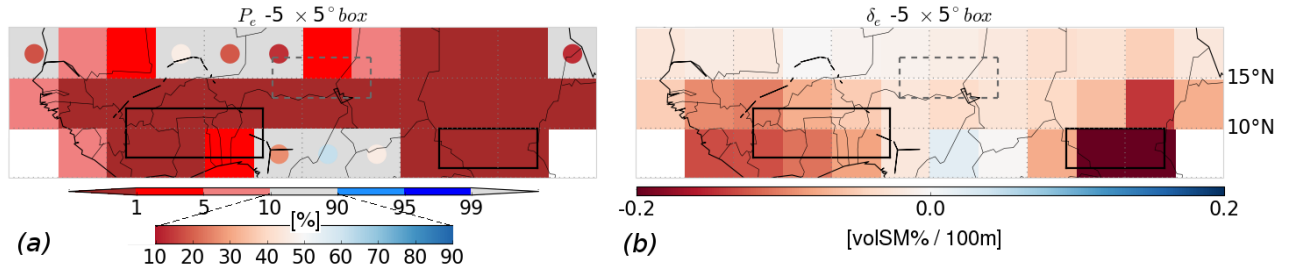 P_e -5 × 5° box
δ_e -5 × 5° box
15°N
10°N
1 5 10 90 95 99
[%]
10 20 30 40 50 60 70 80 90
(a)
-0.2 0.0 0.2
[volSM% / 100m]
(b)